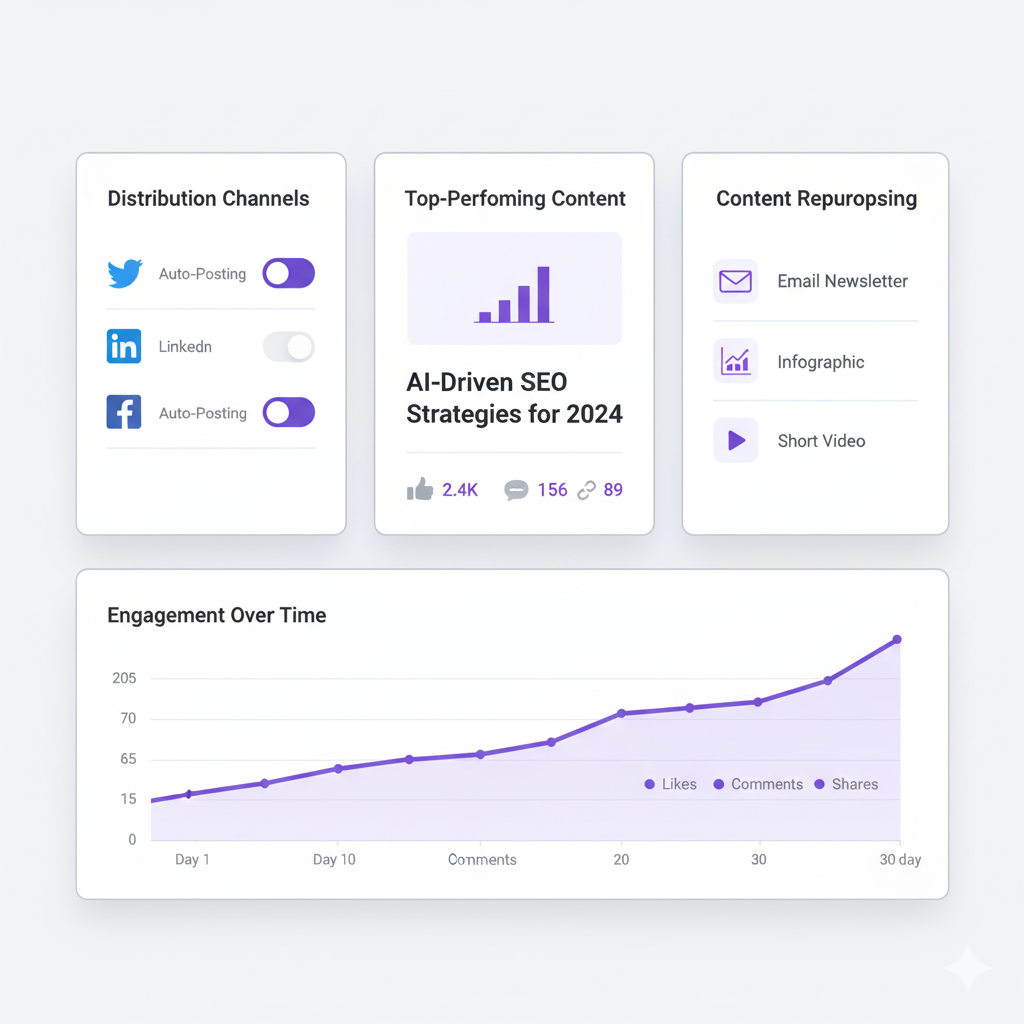 Distribution Channels
Auto-Posting
in
Linkedn
f
Auto-Posting
Top-Perfoming Content
AI-Driven SEO
Strategies for 2024
2.4K 156 89
Content Repuropsing
Email Newsletter
Infographic
Short Video
Engagement Over Time
205
70
65
15
0
Likes Comments Shares
Day 1 Day 10 Comments 20 30 30 day